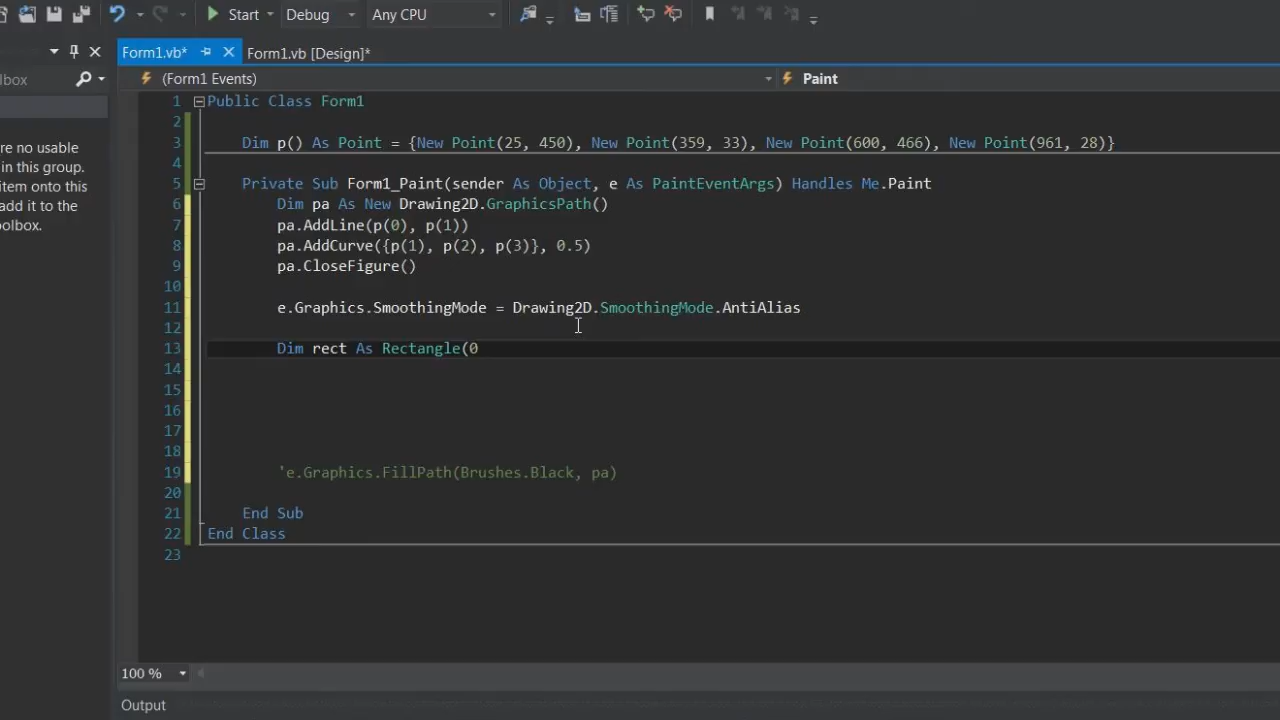 Start Debug Any CPU
Form1.vb* Form1.vb [Design]*
(Form1 Events) Paint
1 Public Class Form1
2
3 Dim p() As Point = {New Point(25, 450), New Point(359, 33), New Point(600, 466), New Point(961, 28)}
4
5 Private Sub Form1_Paint(sender As Object, e As PaintEventArgs) Handles Me.Paint
6 Dim pa As New Drawing2D.GraphicsPath()
7 pa.AddLine(p(0), p(1))
8 pa.AddCurve({p(1), p(2), p(3)}, 0.5)
9 pa.CloseFigure()
10
11 e.Graphics.SmoothingMode = Drawing2D.SmoothingMode.AntiAlias
12
13 Dim rect As Rectangle(0
14
15
16
17
18
19 'e.Graphics.FillPath(Brushes.Black, pa)
20
21 End Sub
22 End Class
23
box
re no usable
in this group.
item onto this
add it to the
olbox.
100 %
Output